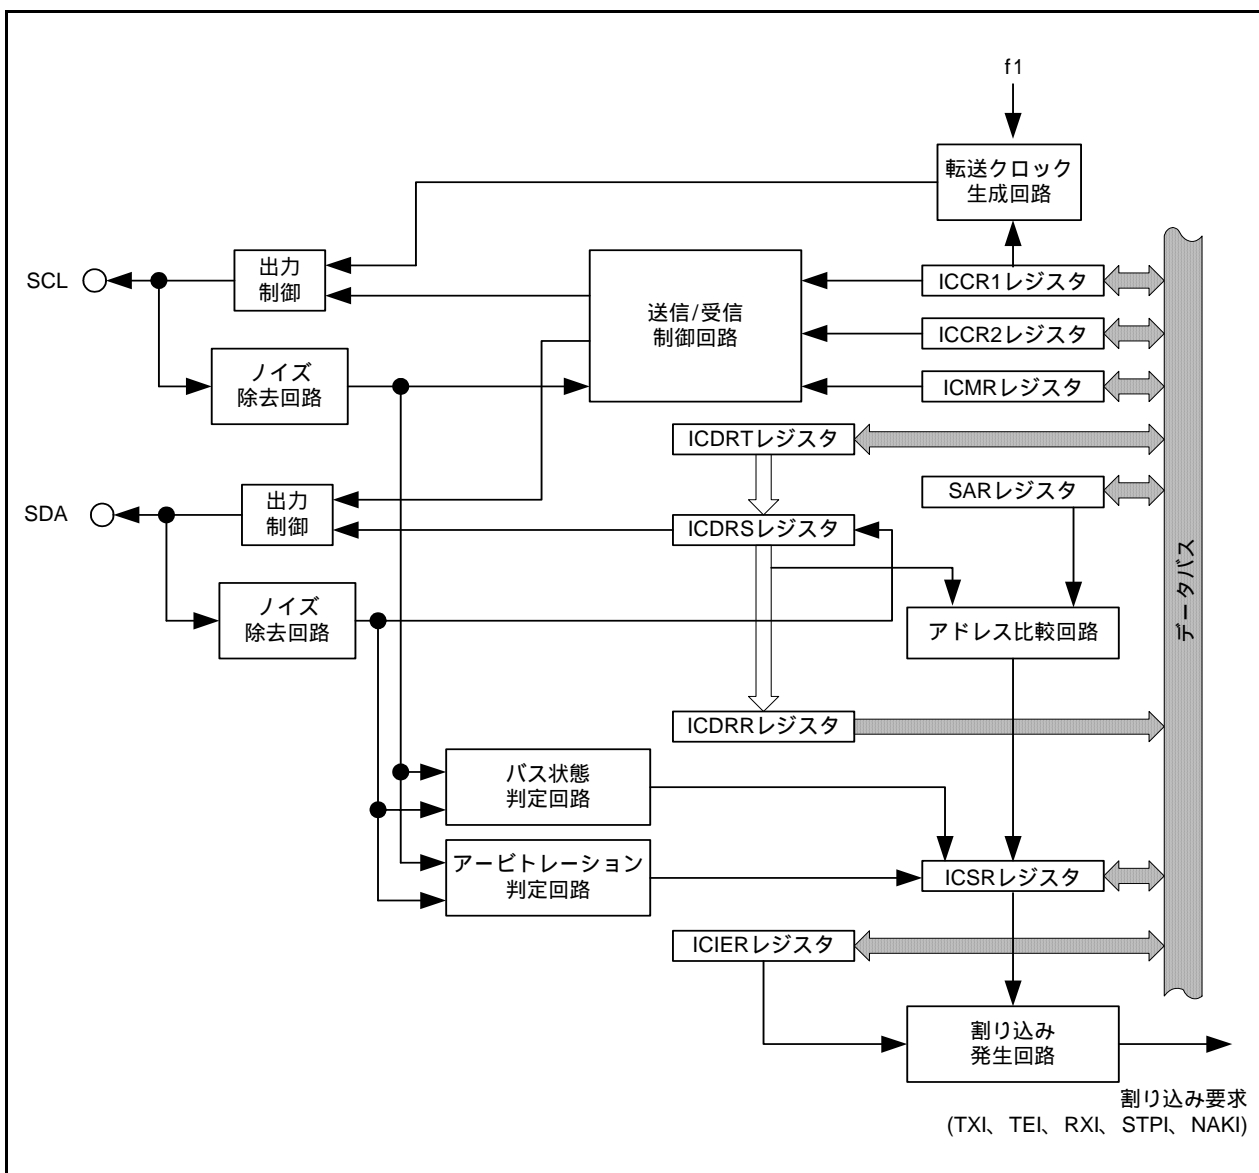 f1
転送クロック
生成回路
SCL
出力
制御
送信/受信
制御回路
ICCR1レジスタ
ICCR2レジスタ
ノイズ
除去回路
ICMRレジスタ
ICDRTレジスタ
SARレジスタ
SDA
出力
制御
ICDRSレジスタ
データバス
ノイズ
除去回路
アドレス比較回路
ICDRRレジスタ
バス状態
判定回路
アービトレーション
判定回路
ICSRレジスタ
ICIERレジスタ
割り込み
発生回路
割り込み要求
(TXI、TEI、RXI、STPI、NAKI)